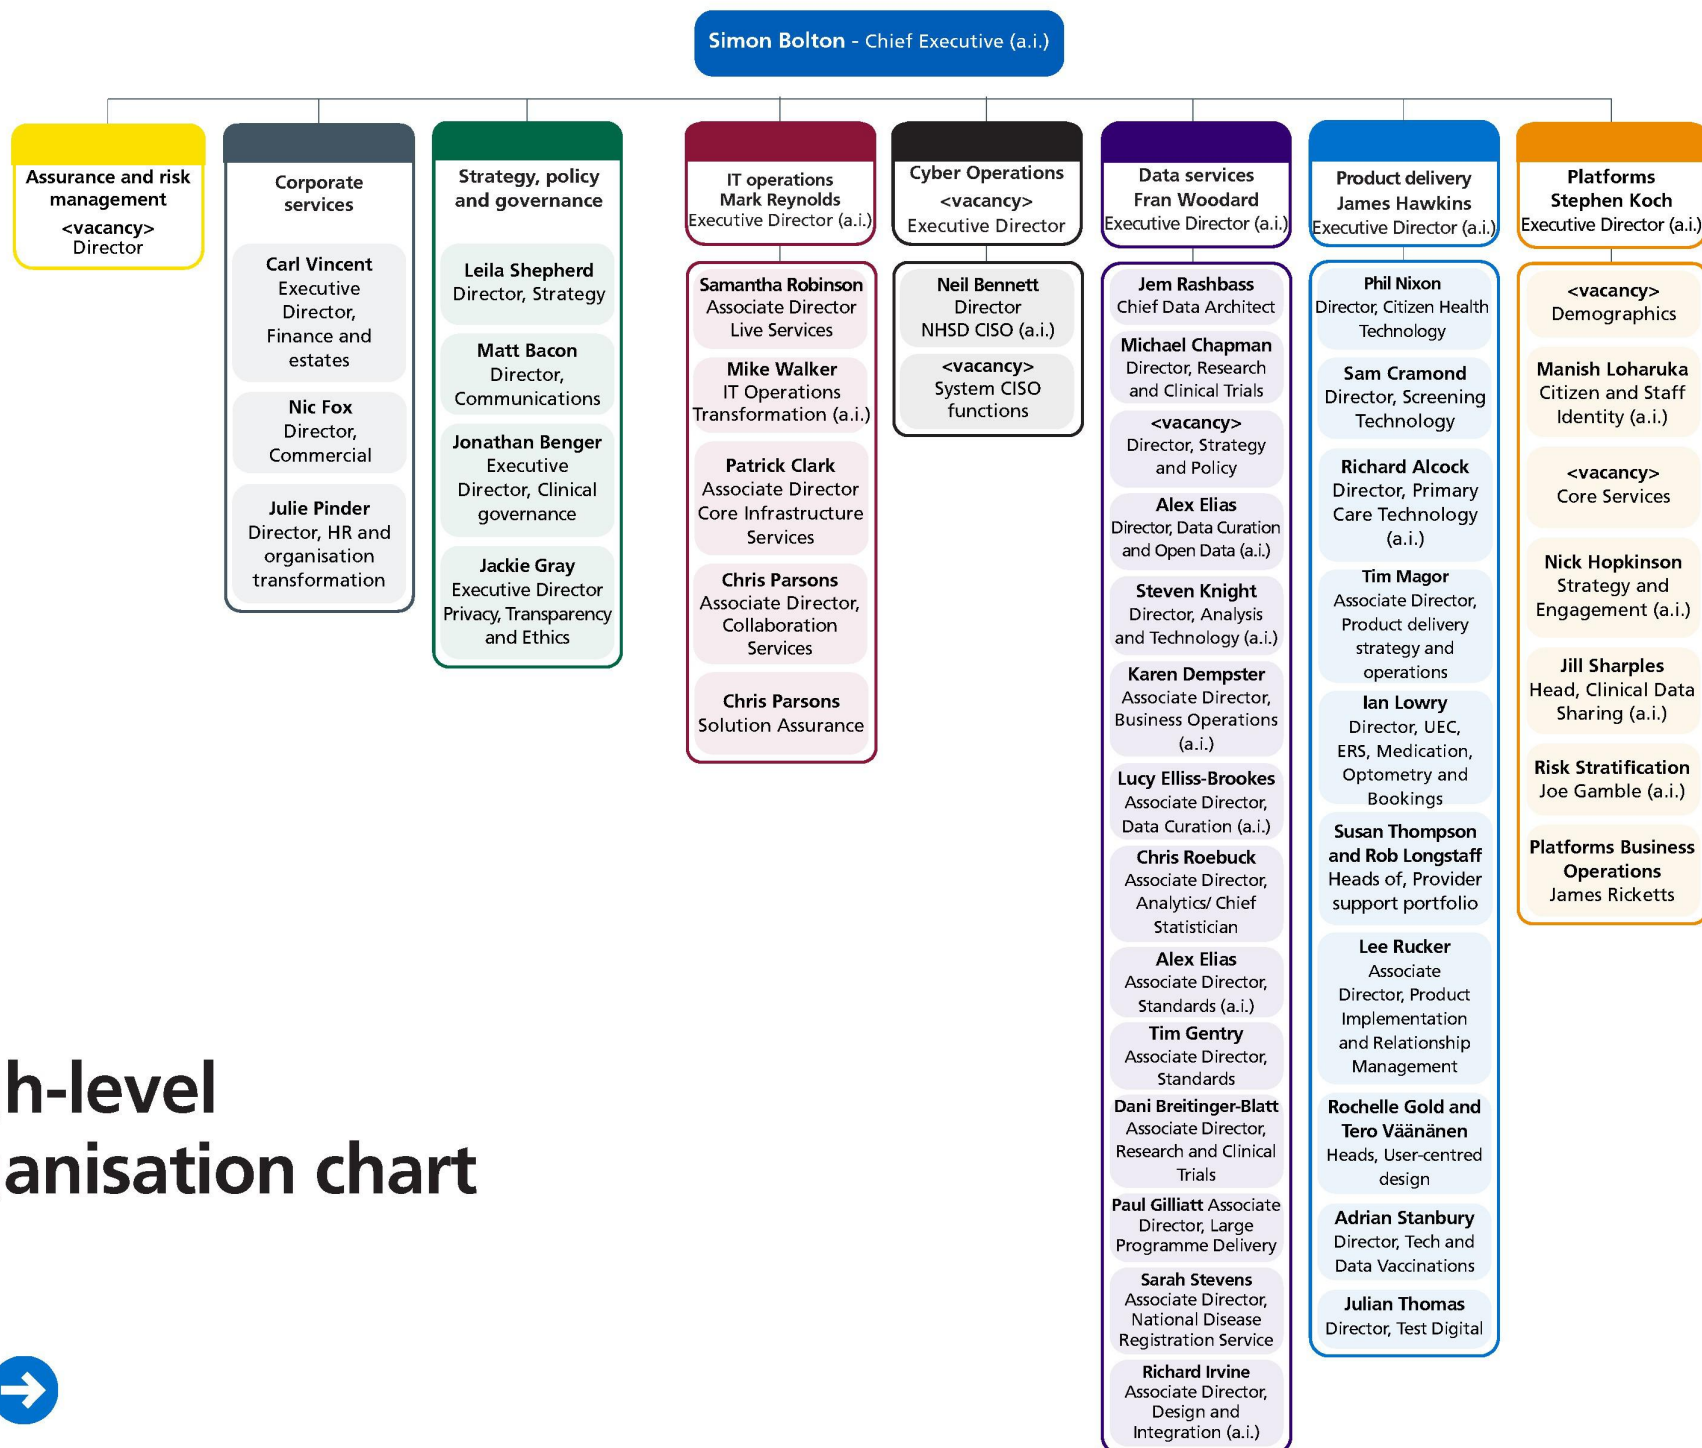 Simon Bolton - Chief Executive (a.i.)
Assurance and risk
management
<vacancy>
Director
Corporate
services
Carl Vincent
Executive
Director,
Finance and
estates
Nic Fox
Director,
Commercial
Julie Pinder
Director, HR and
organisation
transformation
Strategy, policy
and governance
Leila Shepherd
Director, Strategy
Matt Bacon
Director,
Communications
Jonathan Benger
Executive
Director, Clinical
governance
Jackie Gray
Executive Director
Privacy, Transparency
and Ethics
IT operations
Mark Reynolds
Executive Director (a.i.)
Samantha Robinson
Associate Director
Live Services
Mike Walker
IT Operations
Transformation (a.i.)
Patrick Clark
Associate Director
Core Infrastructure
Services
Chris Parsons
Associate Director,
Collaboration
Services
Chris Parsons
Solution Assurance
Cyber Operations
<vacancy>
Executive Director
Neil Bennett
Director
NHSD CISO (a.i.)
<vacancy>
System CISO
functions
Data services
Fran Woodard
Executive Director (a.i.)
Jem Rashbass
Chief Data Architect
Michael Chapman
Director, Research
and Clinical Trials
<vacancy>
Director, Strategy
and Policy
Alex Elias
Director, Data Curation
and Open Data (a.i.)
Steven Knight
Director, Analysis
and Technology (a.i.)
Karen Dempster
Associate Director,
Business Operations
(a.i.)
Lucy Elliss-Brookes
Associate Director,
Data Curation (a.i.)
Chris Roebuck
Associate Director,
Analytics/ Chief
Statistician
Alex Elias
Associate Director,
Standards (a.i.)
Tim Gentry
Associate Director,
Standards
Dani Breitinger-Blatt
Associate Director,
Research and Clinical
Trials
Paul Gilliatt Associate
Director, Large
Programme Delivery
Sarah Stevens
Associate Director,
National Disease
Registration Service
Richard Irvine
Associate Director,
Design and
Integration (a.i.)
Product delivery
James Hawkins
Executive Director (a.i.)
Phil Nixon
Director, Citizen Health
Technology
Sam Cramond
Director, Screening
Technology
Richard Alcock
Director, Primary
Care Technology
(a.i.)
Tim Magor
Associate Director,
Product delivery
strategy and
operations
Ian Lowry
Director, UEC,
ERS, Medication,
Optometry and
Bookings
Susan Thompson
and Rob Longstaff
Heads of, Provider
support portfolio
Lee Rucker
Associate
Director, Product
Implementation
and Relationship
Management
Rochelle Gold and
Tero Väänänen
Heads, User-centred
design
Adrian Stanbury
Director, Tech and
Data Vaccinations
Julian Thomas
Director, Test Digital
Platforms
Stephen Koch
Executive Director (a.i.)
<vacancy>
Demographics
Manish Loharuka
Citizen and Staff
Identity (a.i.)
<vacancy>
Core Services
Nick Hopkinson
Strategy and
Engagement (a.i.)
Jill Sharples
Head, Clinical Data
Sharing (a.i.)
Risk Stratification
Joe Gamble (a.i.)
Platforms Business
Operations
James Ricketts
h-level
anisation chart